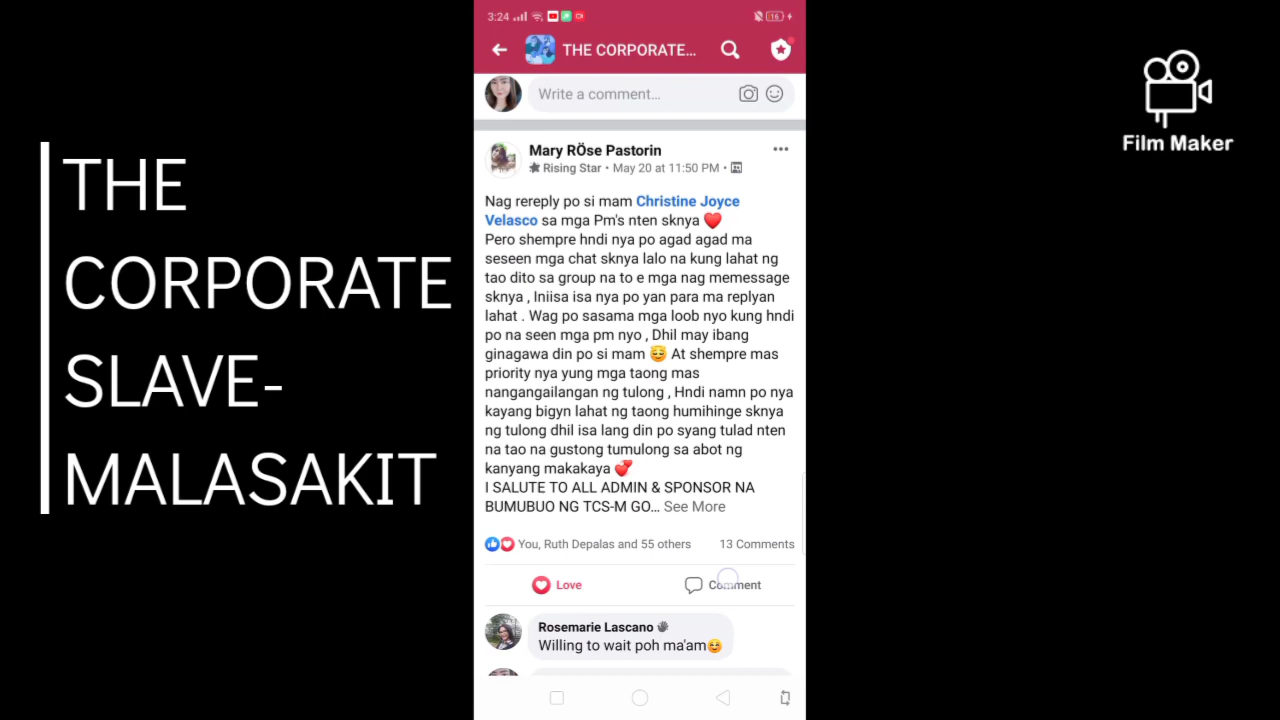 THE
CORPORATE
SLAVE-
MALASAKIT
3:24
16
THE CORPORATE...
Write a comment...
Mary RÖse Pastorin
Rising Star • May 20 at 11:50 PM •
Nag rereply po si mam Christine Joyce
Velasco sa mga Pm's nten sknya ❤️
Pero shempre hndi nya po agad agad ma
seseen mga chat sknya lalo na kung lahat ng
tao dito sa group na to e mga nag memessage
sknya , Iniisa isa nya po yan para ma replyan
lahat . Wag po sasama mga loob nyo kung hndi
po na seen mga pm nyo , Dhil may ibang
ginagawa din po si mam 😌 At shempre mas
priority nya yung mga taong mas
nangangailangan ng tulong , Hndi namn po nya
kayang bigyn lahat ng taong humihinge sknya
ng tulong dhil isa lang din po syang tulad nten
na tao na gustong tumulong sa abot ng
kanyang makakaya 💕
I SALUTE TO ALL ADMIN & SPONSOR NA
BUMUBUO NG TCS-M GO... See More
You, Ruth Depalas and 55 others
13 Comments
Love
Comment
Rosemarie Lascano
Willing to wait poh ma'am☺️
Film Maker